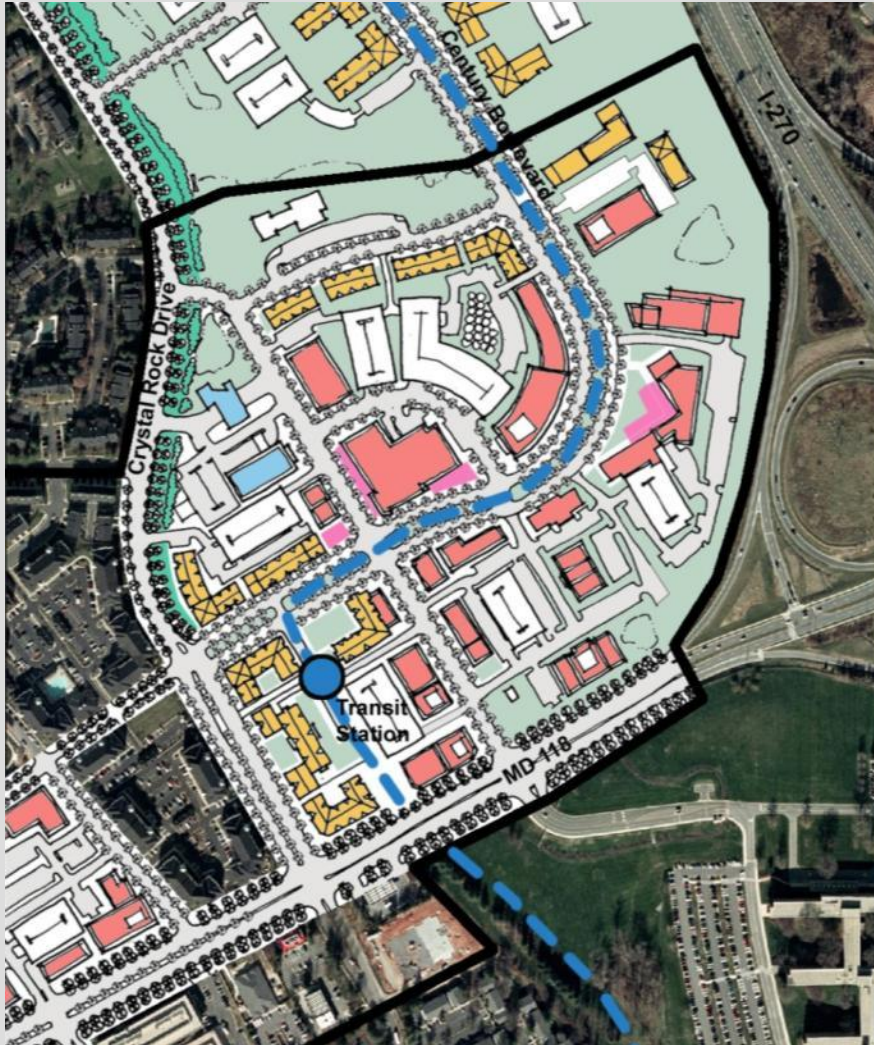 Century Boulevard
I-270
Crystal Rock Drive
Transit
Station
MD 118